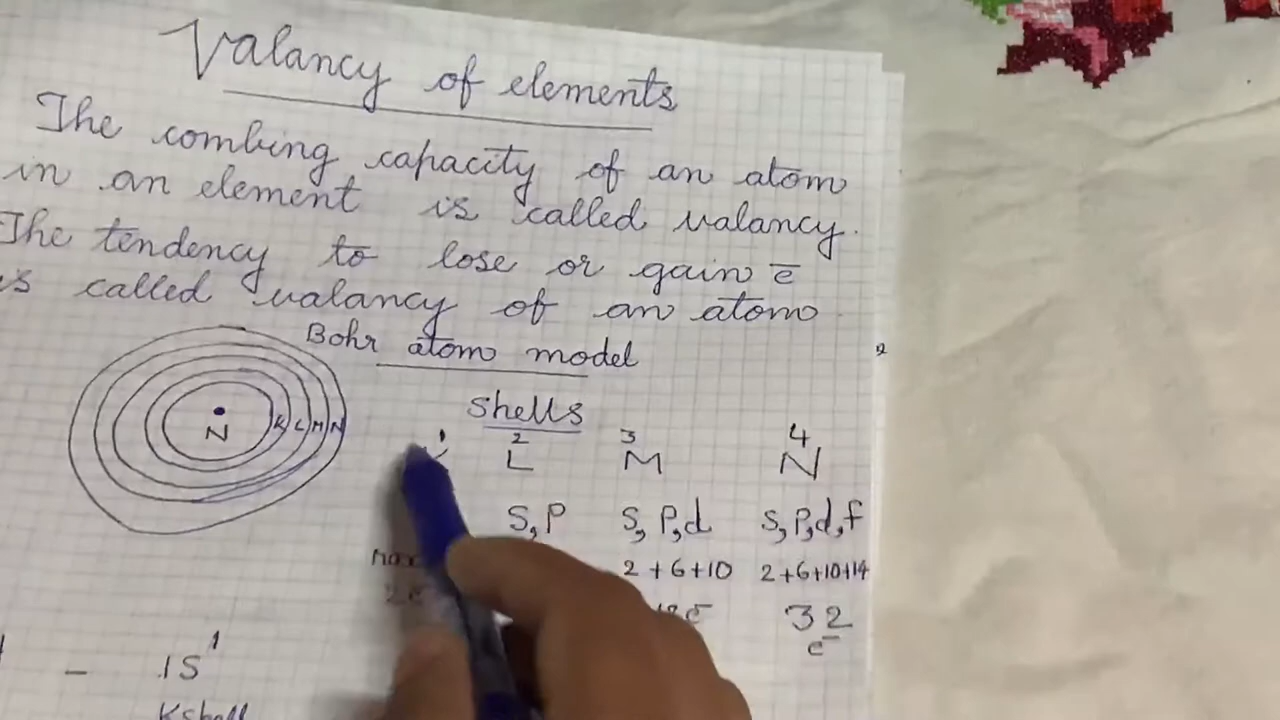 Valancy of elements
The combing capacity of an atom
in an element is called valancy.
The tendency to lose or gain e̅
is called valancy of an atom
Bohr atom model
Shells
N K L M N
1 2 3 4
L M N
S, P S, P, d S, P, d, f
2 + 6 + 10 2 + 6 + 10 + 14
32
e⁻
- 1S¹
K shell